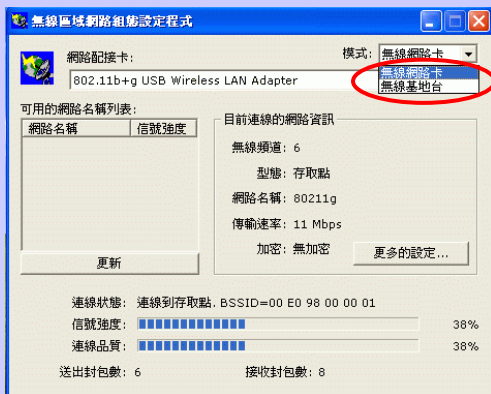 無線區域網路組態設定程式
網路配接卡:
模式: 無線網路卡
802.11b+g USB Wireless LAN Adapter
無線網路卡
無線基地台
可用的網路名稱列表:
網路名稱 信號強度
更新
目前連線的網路資訊
無線頻道: 6
型態: 存取點
網路名稱: 80211g
傳輸速率: 11 Mbps
加密: 無加密
更多的設定...
連線狀態: 連線到存取點. BSSID=00 E0 98 00 00 01
信號強度: 38%
連線品質: 38%
送出封包數: 6 接收封包數: 8